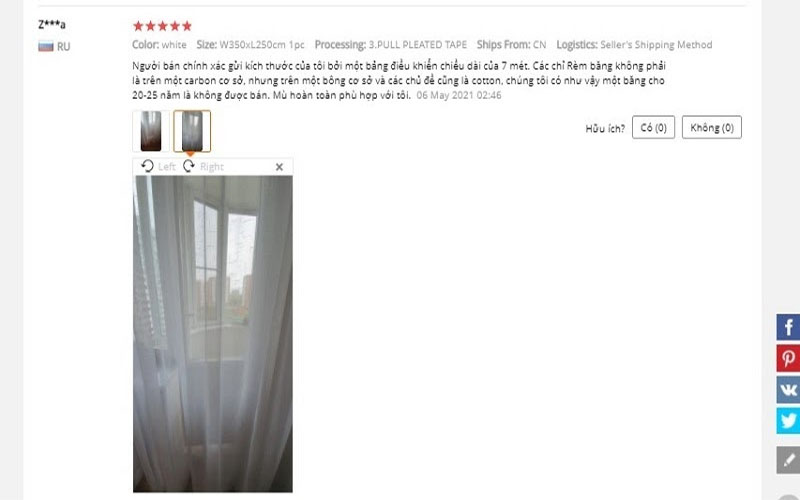 Z***a
RU
Color: white Size: W350xL250cm 1pc Processing: 3.PULL PLEATED TAPE Ships From: CN Logistics: Seller's Shipping Method
Người bán chính xác gửi kích thước của tôi bởi một bảng điều khiển chiều dài của 7 mét. Các chỉ Rèm băng không phải
là trên một carbon cơ sở, nhưng trên một bông cơ sở và các chủ đề cũng là cotton, chúng tôi có như vậy một băng cho
20-25 năm là không được bán. Mù hoàn toàn phù hợp với tôi. 06 May 2021 02:46
Hữu ích? Có (0) Không (0)
Left Right